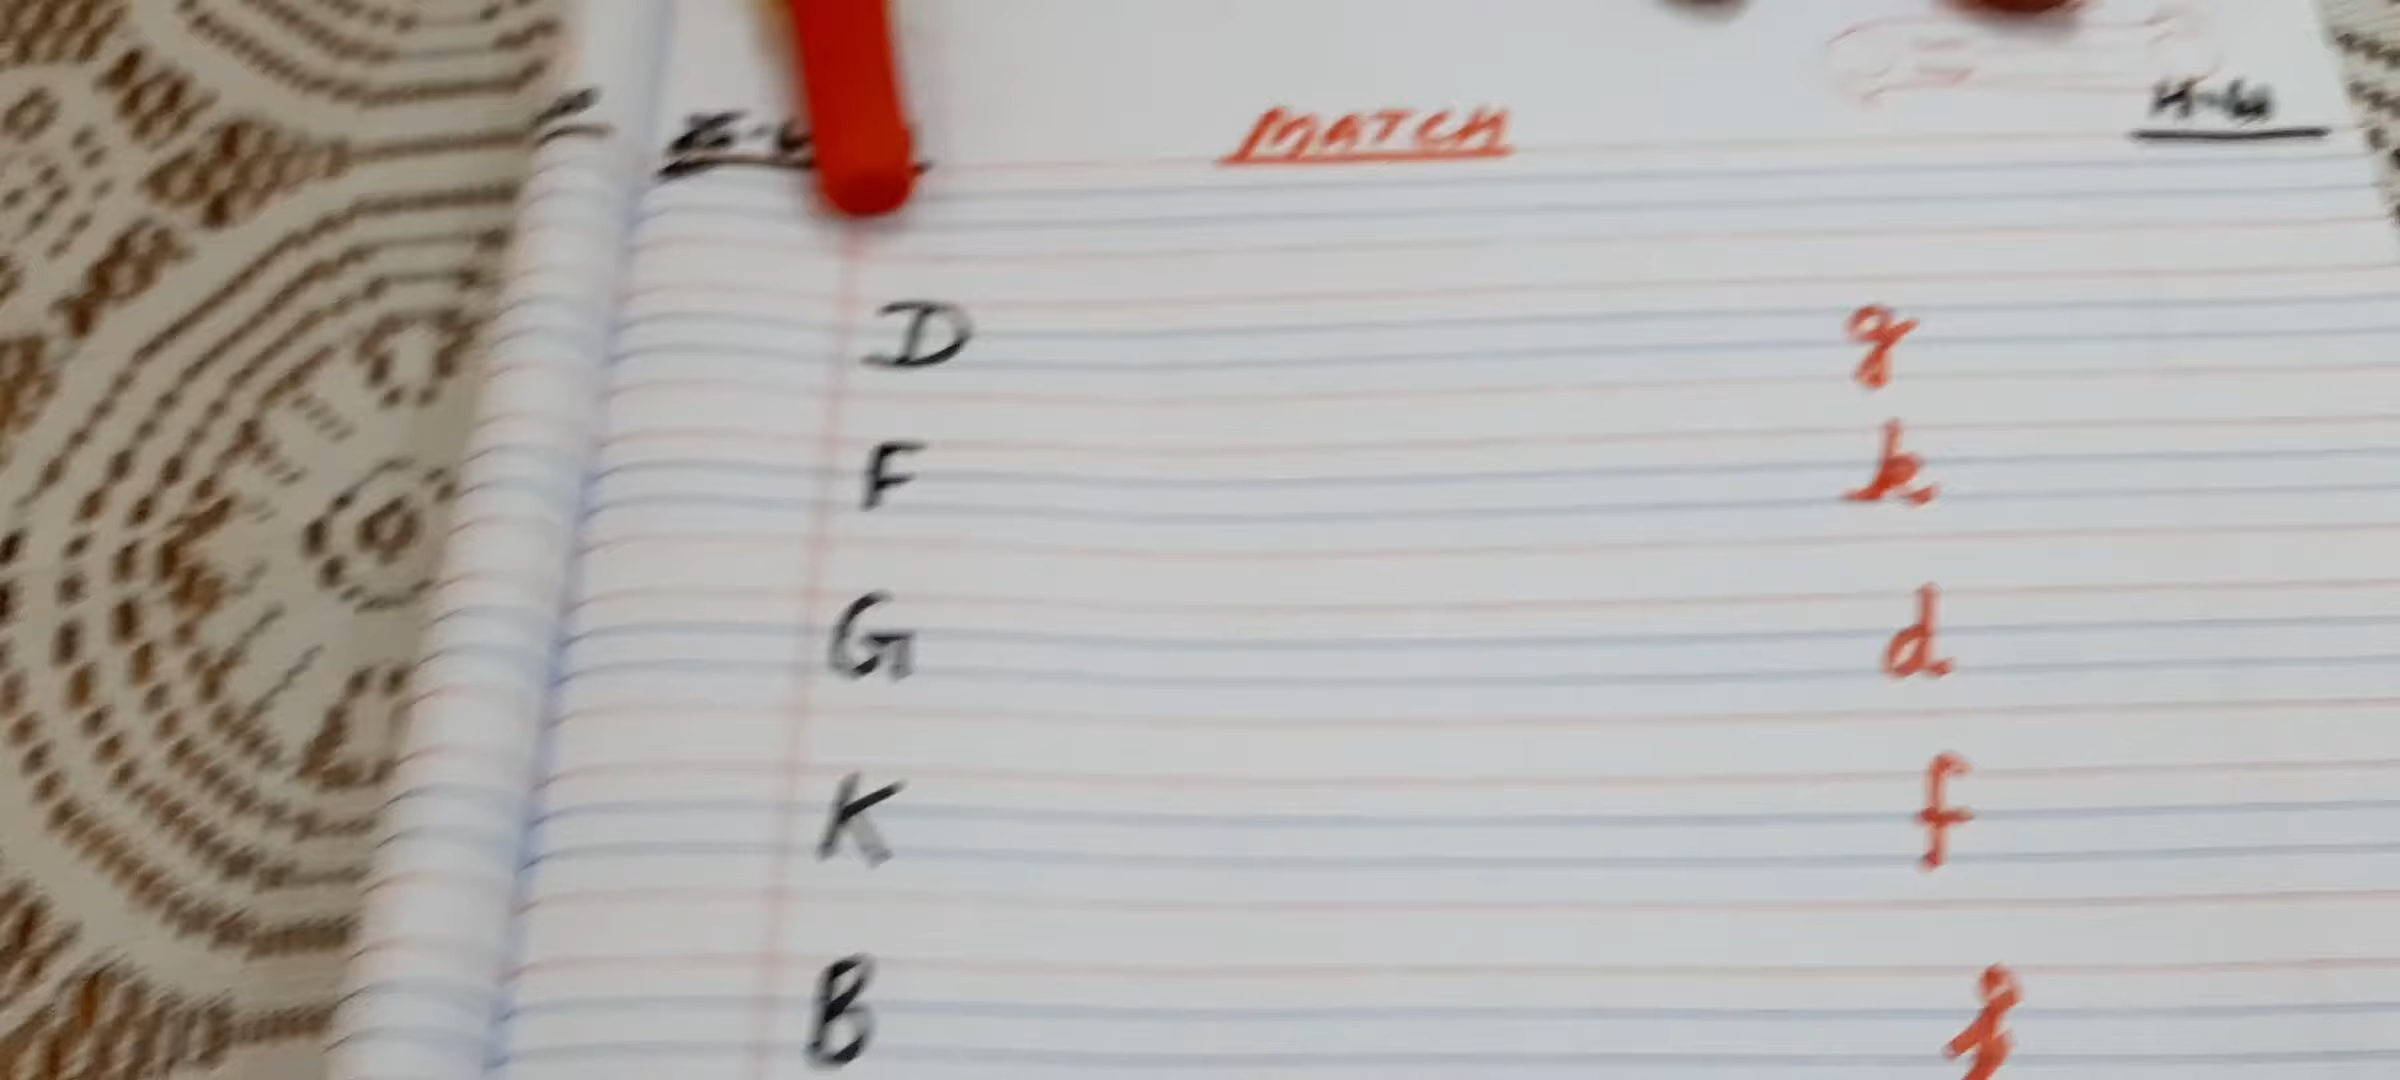 MATCH H-W
D g
F k
G d
K f
B